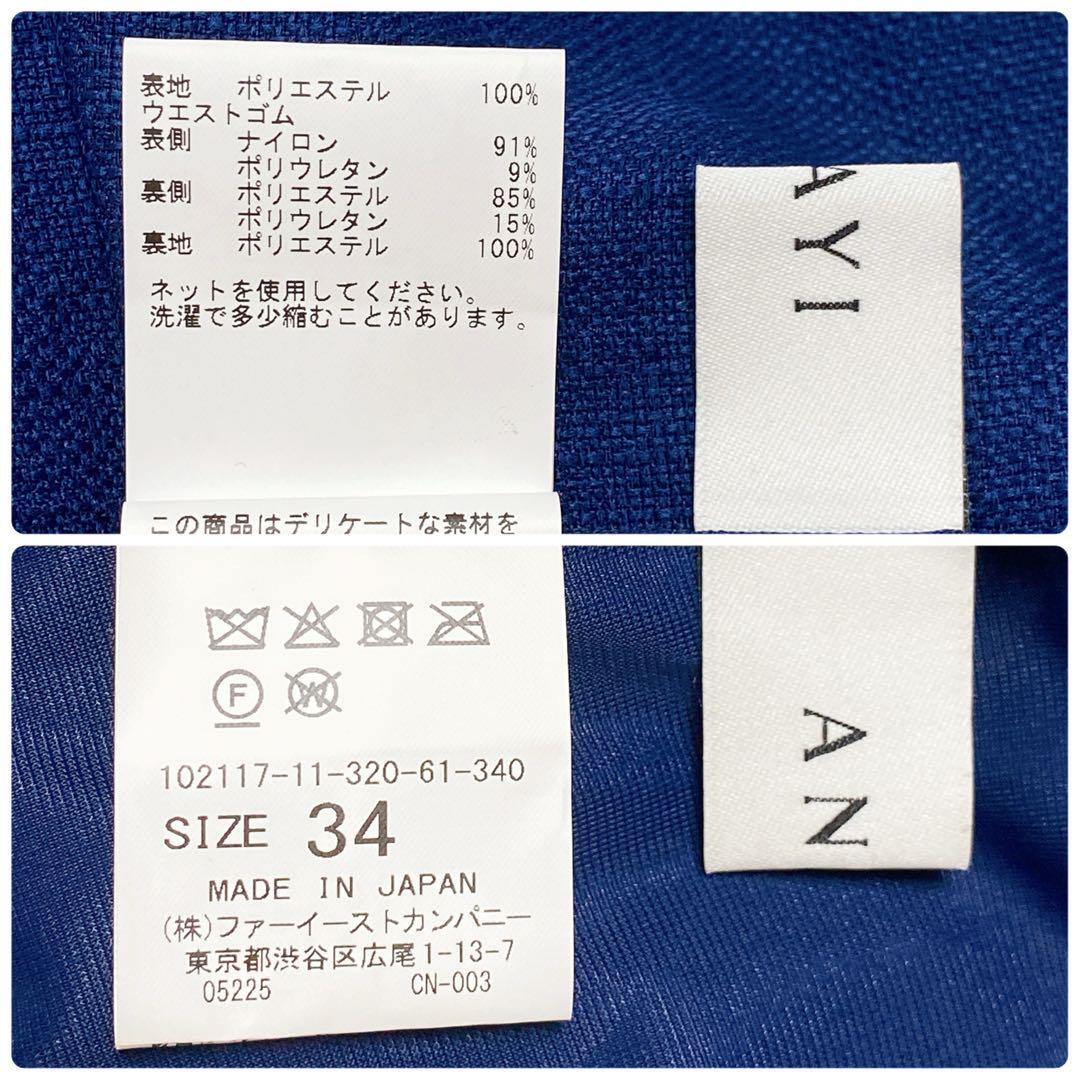 表地 ポリエステル 100%
ウエストゴム
表側 ナイロン 91%
ポリウレタン 9%
裏側 ポリエステル 85%
ポリウレタン 15%
裏地 ポリエステル 100%
ネットを使用してください。
洗濯で多少縮むことがあります。
この商品はデリケートな素材を
AYI
F
W
102117-11-320-61-340
SIZE 34
MADE IN JAPAN
(株)ファーイーストカンパニー
東京都渋谷区広尾1-13-7
05225 CN-003
AN